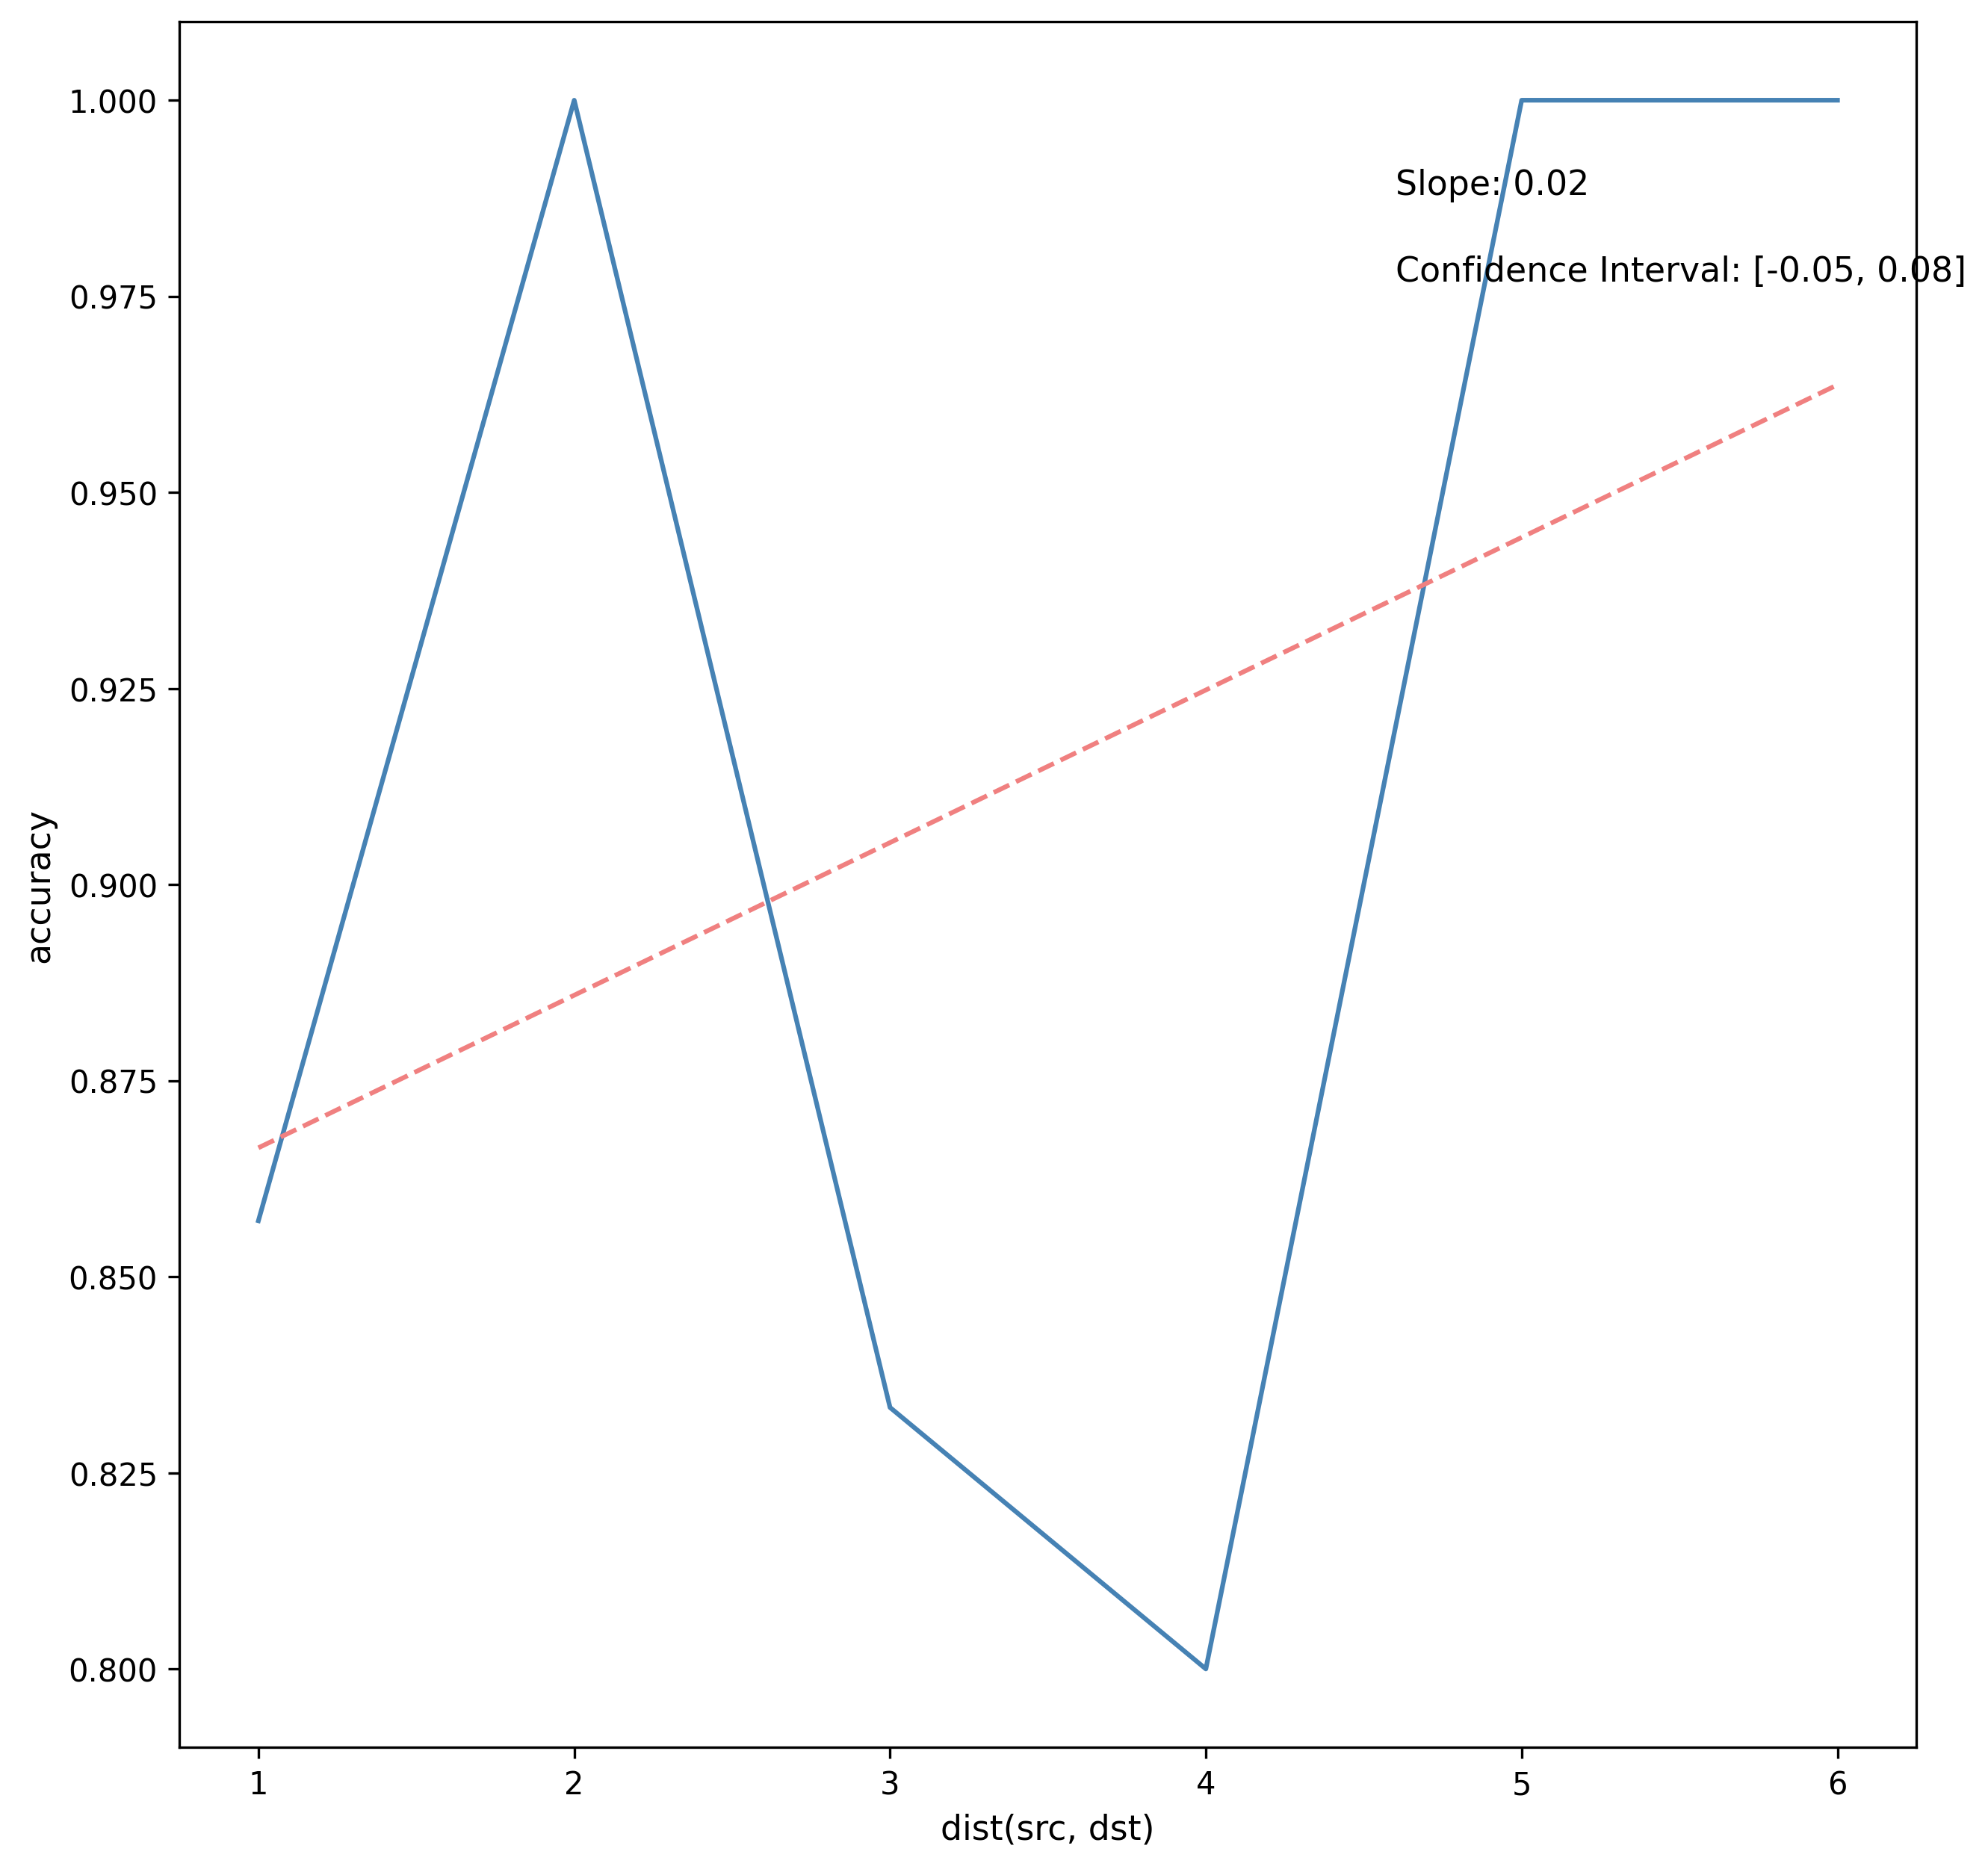 1.000
0.975
0.950
0.925
0.900
0.875
0.850
0.825
0.800
accuracy
Slope: 0.02
Confidence Interval: [-0.05, 0.08]
1 2 3 4 5 6
dist(src, dst)